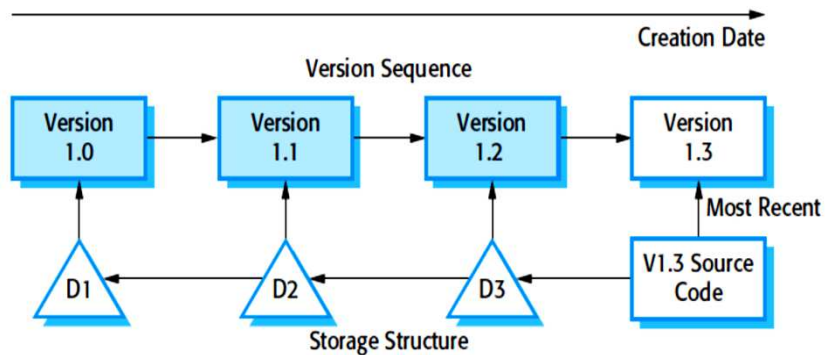 Creation Date
Version Sequence
Version
1.0
Version
1.1
Version
1.2
Version
1.3
Most Recent
D1
D2
D3
V1.3 Source
Code
Storage Structure